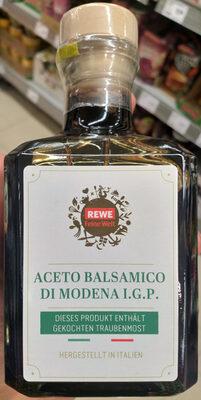 REWE
Feine Welt
ACETO BALSAMICO
DI MODENA I.G.P.
DIESES PRODUKT ENTHÄLT
GEKOCHTEN TRAUBENMOST
HERGESTELLT IN ITALIEN